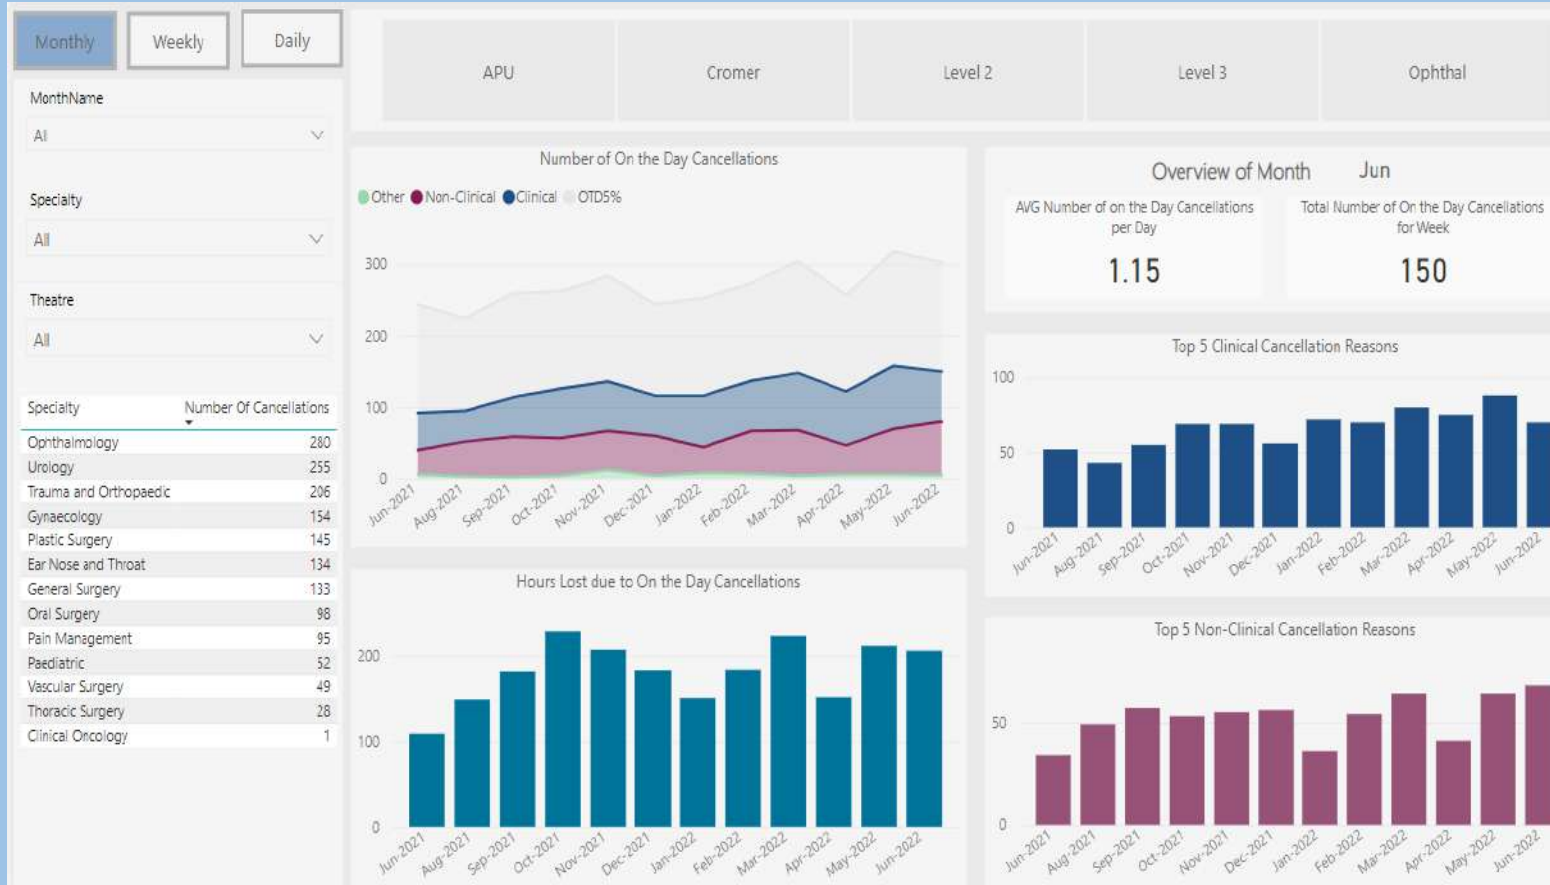 Monthly
Weekly
Daily
APU
Cromer
Level 2
Level 3
Ophthal
MonthName
All
Specialty
All
Theatre
All
Specialty Number Of Cancellations
Ophthalmology 280
Urology 255
Trauma and Orthopaedic 206
Gynaecology 154
Plastic Surgery 145
Ear Nose and Throat 134
General Surgery 133
Oral Surgery 98
Pain Management 95
Paediatric 52
Vascular Surgery 49
Thoracic Surgery 28
Clinical Oncology 1
Number of On the Day Cancellations
Other Non-Clinical Clinical OTD5%
300
200
100
0
Jun-2021 Aug-2021 Sep-2021 Oct-2021 Nov-2021 Dec-2021 Jan-2022 Feb-2022 Mar-2022 Apr-2022 May-2022 Jun-2022
Hours Lost due to On the Day Cancellations
200
100
0
Jun-2021 Aug-2021 Sep-2021 Oct-2021 Nov-2021 Dec-2021 Jan-2022 Feb-2022 Mar-2022 Apr-2022 May-2022 Jun-2022
Overview of Month Jun
AVG Number of on the Day Cancellations
per Day
1.15
Total Number of On the Day Cancellations
for Week
150
Top 5 Clinical Cancellation Reasons
100
50
0
Jun-2021 Aug-2021 Sep-2021 Oct-2021 Nov-2021 Dec-2021 Jan-2022 Feb-2022 Mar-2022 Apr-2022 May-2022 Jun-2022
Top 5 Non-Clinical Cancellation Reasons
50
0
Jun-2021 Aug-2021 Sep-2021 Oct-2021 Nov-2021 Dec-2021 Jan-2022 Feb-2022 Mar-2022 Apr-2022 May-2022 Jun-2022